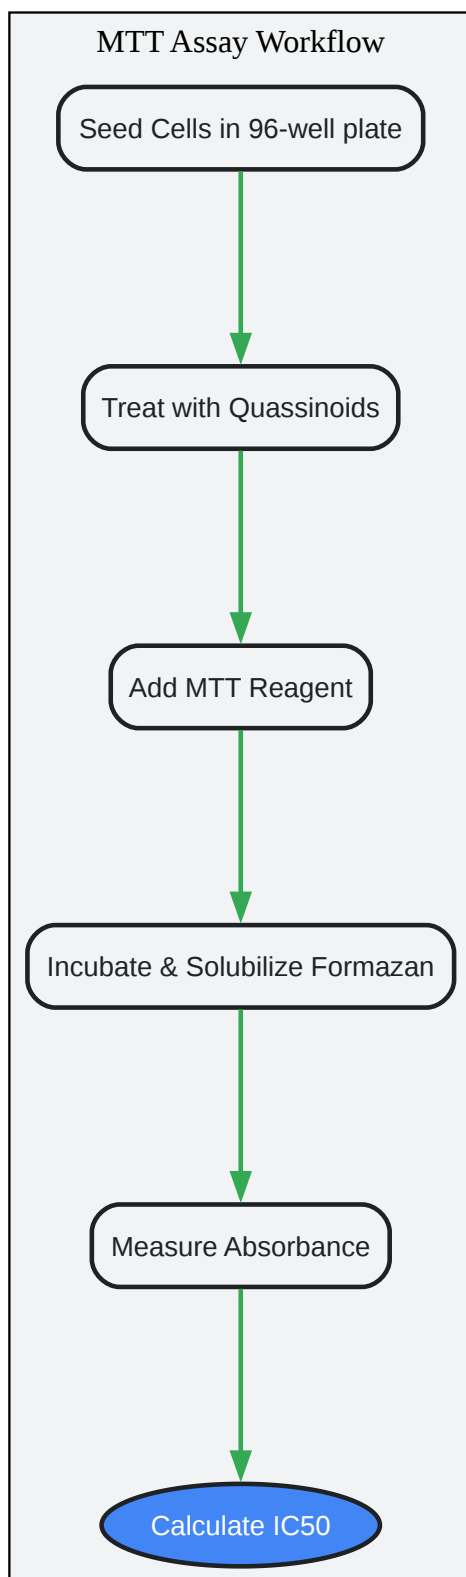 MTT Assay Workflow
Seed Cells in 96-well plate
Treat with Quassinoids
Add MTT Reagent
Incubate & Solubilize Formazan
Measure Absorbance
Calculate IC50